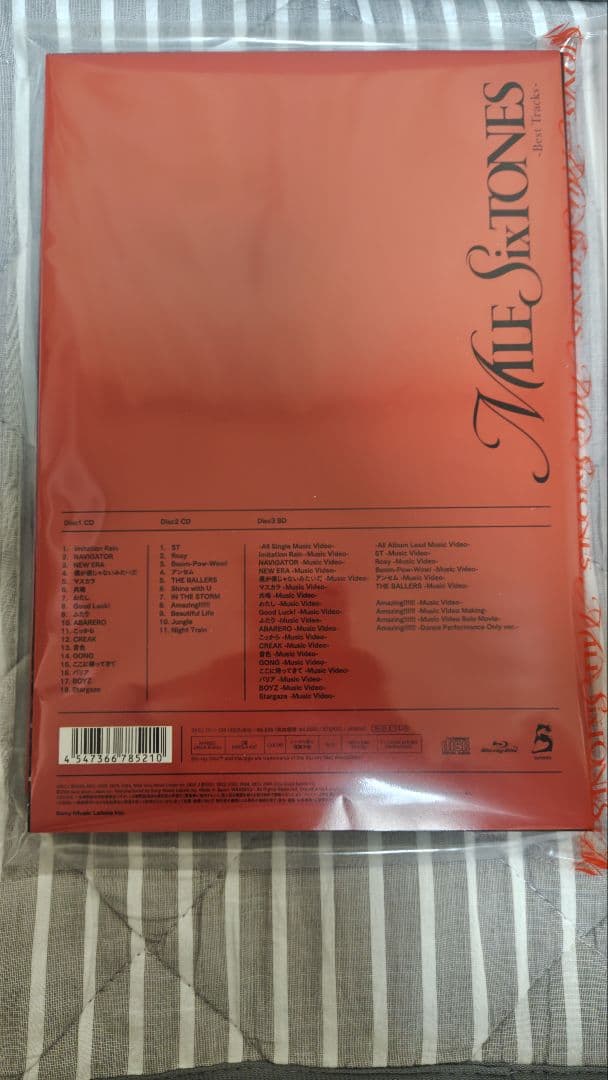 MILE SixTONES
-Best Tracks-
Disc1 CD
1. Imitation Rain
2. NAVIGATOR
3. NEW ERA
4. 僕が僕じゃないみたいだ
5. マスカラ
6. 共鳴
7. わたし
8. Good Luck!
9. ふたり
10. ABARERO
11. こっから
12. CREAK
13. 音色
14. GONG
15. ここに帰ってきて
16. バリア
17. BOYZ
18. Stargaze
Disc2 CD
1. ST
2. Rosy
3. Boom-Pow-Wow!
4. アンセム
5. THE BALLERS
6. Shine with U
7. IN THE STORM
8. Amazing!!!!!!
9. Beautiful Life
10. Jungle
11. Night Train
Disc3 BD
-All Single Music Video-
Imitation Rain -Music Video-
NAVIGATOR -Music Video-
NEW ERA -Music Video-
僕が僕じゃないみたいだ -Music Video-
マスカラ -Music Video-
共鳴 -Music Video-
わたし -Music Video-
Good Luck! -Music Video-
ふたり -Music Video-
ABARERO -Music Video-
こっから -Music Video-
CREAK -Music Video-
音色 -Music Video-
GONG -Music Video-
ここに帰ってきて -Music Video-
バリア -Music Video-
BOYZ -Music Video-
Stargaze -Music Video-
-All Album Lead Music Video-
ST -Music Video-
Rosy -Music Video-
Boom-Pow-Wow! -Music Video-
アンセム -Music Video-
THE BALLERS -Music Video-
Amazing!!!!!! -Music Video-
Amazing!!!!!! -Music Video Making-
Amazing!!!!!! -Music Video Solo Movie-
Amazing!!!!!! -Dance Performance Only ver.-
4 547366 785210
Blu-ray Disc
Sony Music Labels Inc.